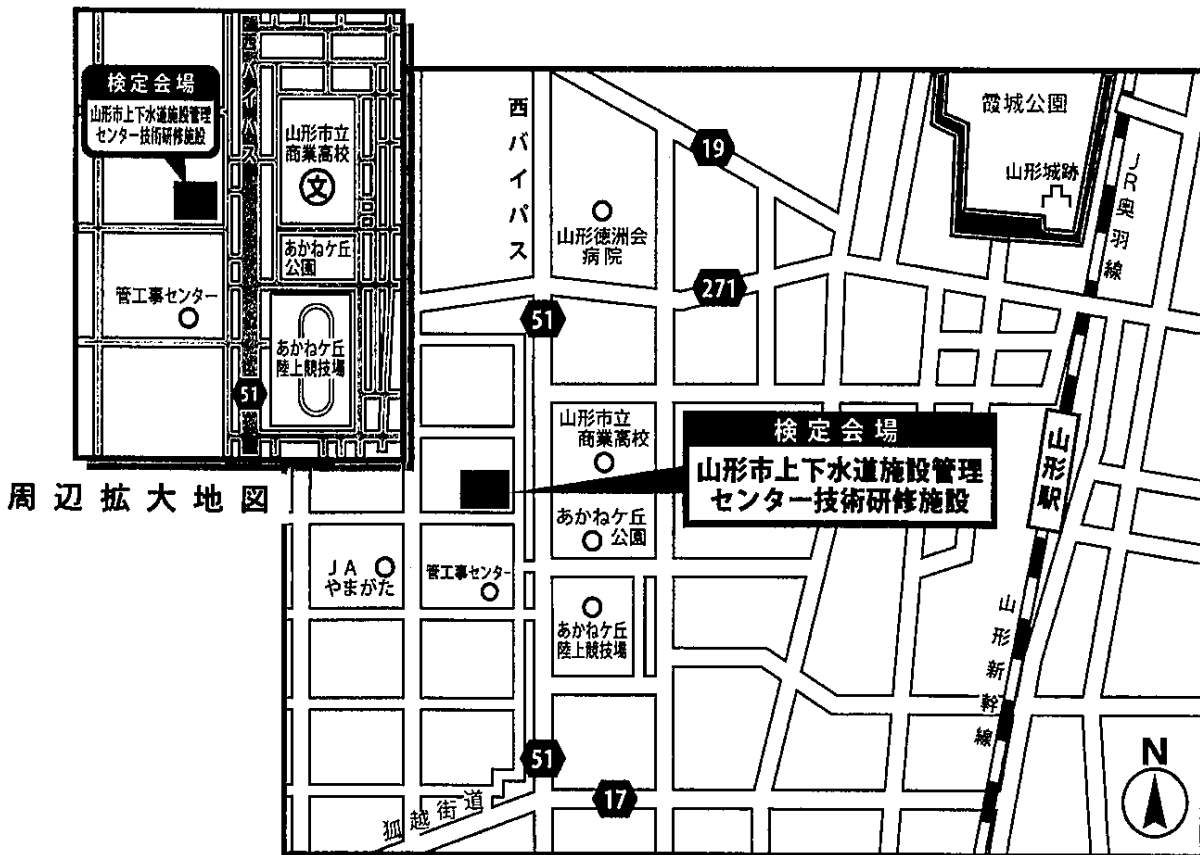 西バイパス
検定会場
山形市上下水道施設管理
センター技術研修施設
山形市立
商業高校
文
あかねケ丘
公園
管工事センター
あかねケ丘
陸上競技場
51
周辺拡大地図
西バイパス
19
霞城公園
山形城跡
JR奥羽線
山形徳洲会
病院
271
51
山形市立
商業高校
検定会場
山形市上下水道施設管理
センター技術研修施設
山形駅
あかねケ丘
公園
JA
やまがた
管工事センター
あかねケ丘
陸上競技場
山形新幹線
51
17
狐越街道
N